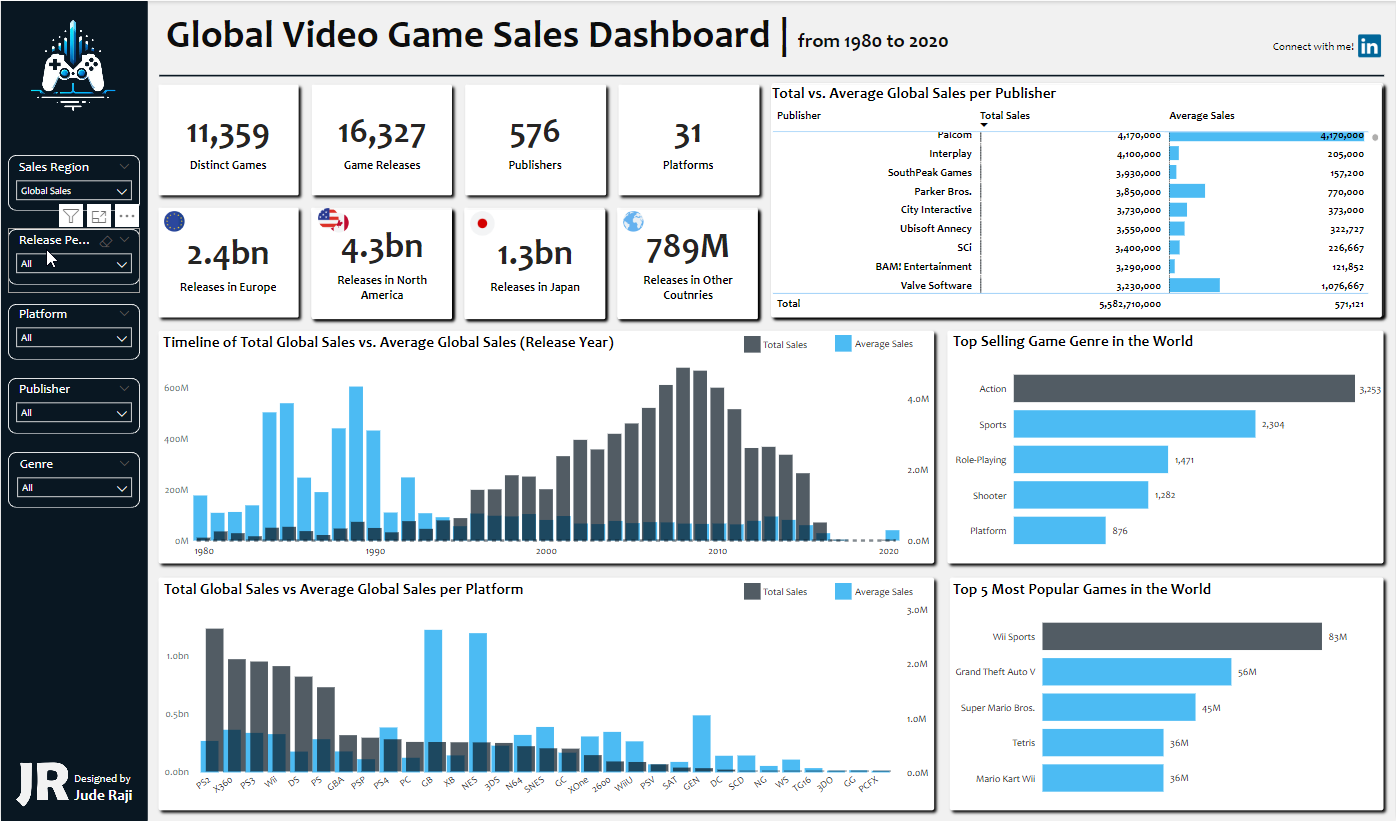 Global Video Game Sales Dashboard | from 1980 to 2020
Connect with me! in
Sales Region
Global Sales
Release Pe...
All
Platform
All
Publisher
All
Genre
All
JR Designed by
Jude Raji
11,359
Distinct Games
16,327
Game Releases
576
Publishers
31
Platforms
2.4bn
Releases in Europe
4.3bn
Releases in North
America
1.3bn
Releases in Japan
789M
Releases in Other
Coutnries
Total vs. Average Global Sales per Publisher
Publisher Total Sales Average Sales
Palcom 4,170,000 4,170,000
Interplay 4,100,000 205,000
SouthPeak Games 3,930,000 157,200
Parker Bros. 3,850,000 770,000
City Interactive 3,730,000 373,000
Ubisoft Annecy 3,550,000 322,727
SCi 3,400,000 226,667
BAM! Entertainment 3,290,000 121,852
Valve Software 3,230,000 1,076,667
Total 5,582,710,000 571,121
Timeline of Total Global Sales vs. Average Global Sales (Release Year)
Total Sales Average Sales
600M
400M
200M
0M
4.0M
2.0M
0.0M
1980 1990 2000 2010 2020
Top Selling Game Genre in the World
Action 3,253
Sports 2,304
Role-Playing 1,471
Shooter 1,282
Platform 876
Total Global Sales vs Average Global Sales per Platform
Total Sales Average Sales
1.0bn
0.5bn
0.0bn
3.0M
2.0M
1.0M
0.0M
PS2 X360 PS3 Wii DS PS GBA PSP PS4 PC GB XB NES 3DS N64 SNES GC XOne 2600 WiiU PSV SAT GEN DC SCD NG WS TG16 3DO GG PCFX
Top 5 Most Popular Games in the World
Wii Sports 83M
Grand Theft Auto V 56M
Super Mario Bros. 45M
Tetris 36M
Mario Kart Wii 36M